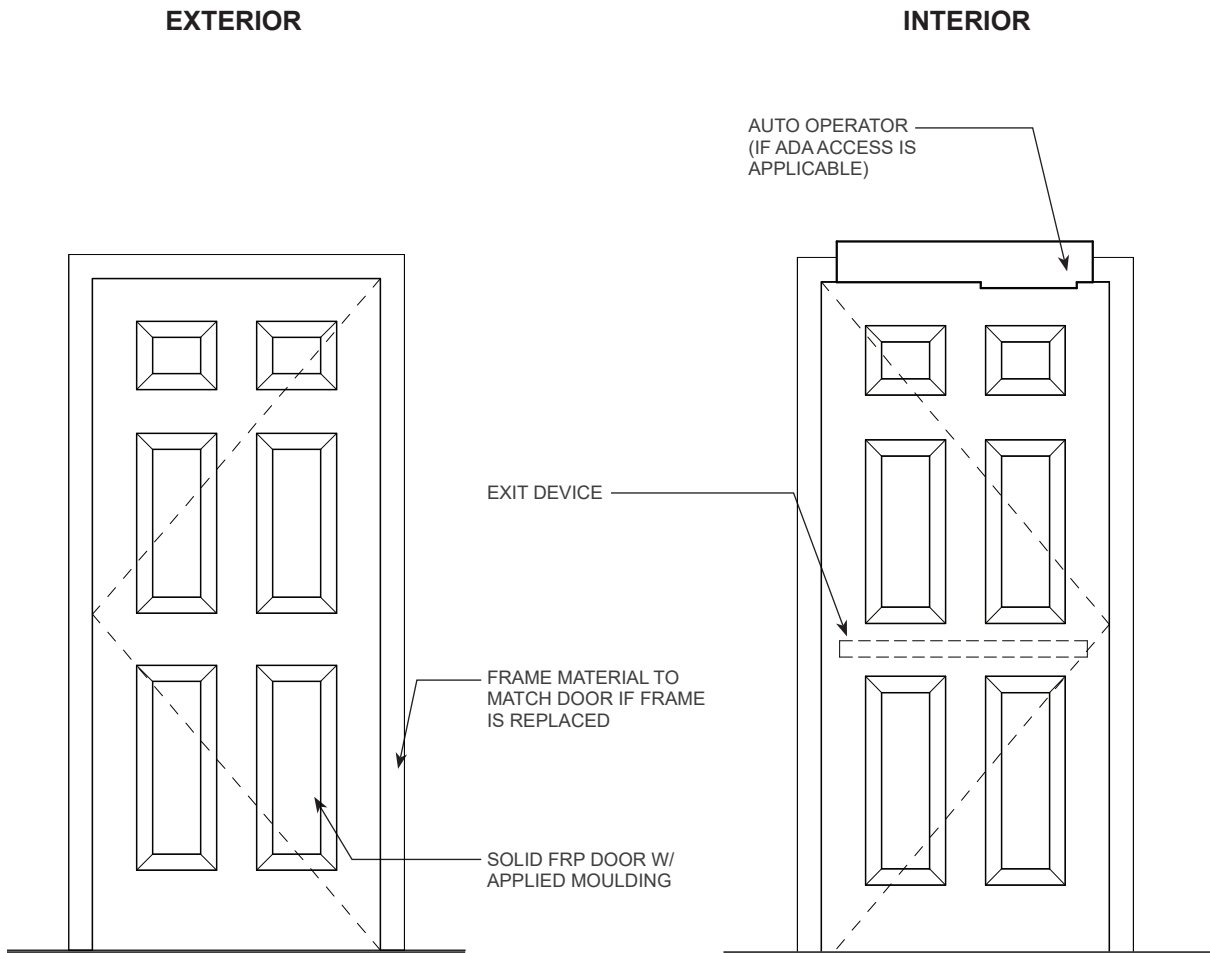 EXTERIOR
INTERIOR
AUTO OPERATOR
(IF ADA ACCESS IS
APPLICABLE)
EXIT DEVICE
FRAME MATERIAL TO
MATCH DOOR IF FRAME
IS REPLACED
SOLID FRP DOOR W/
APPLIED MOULDING